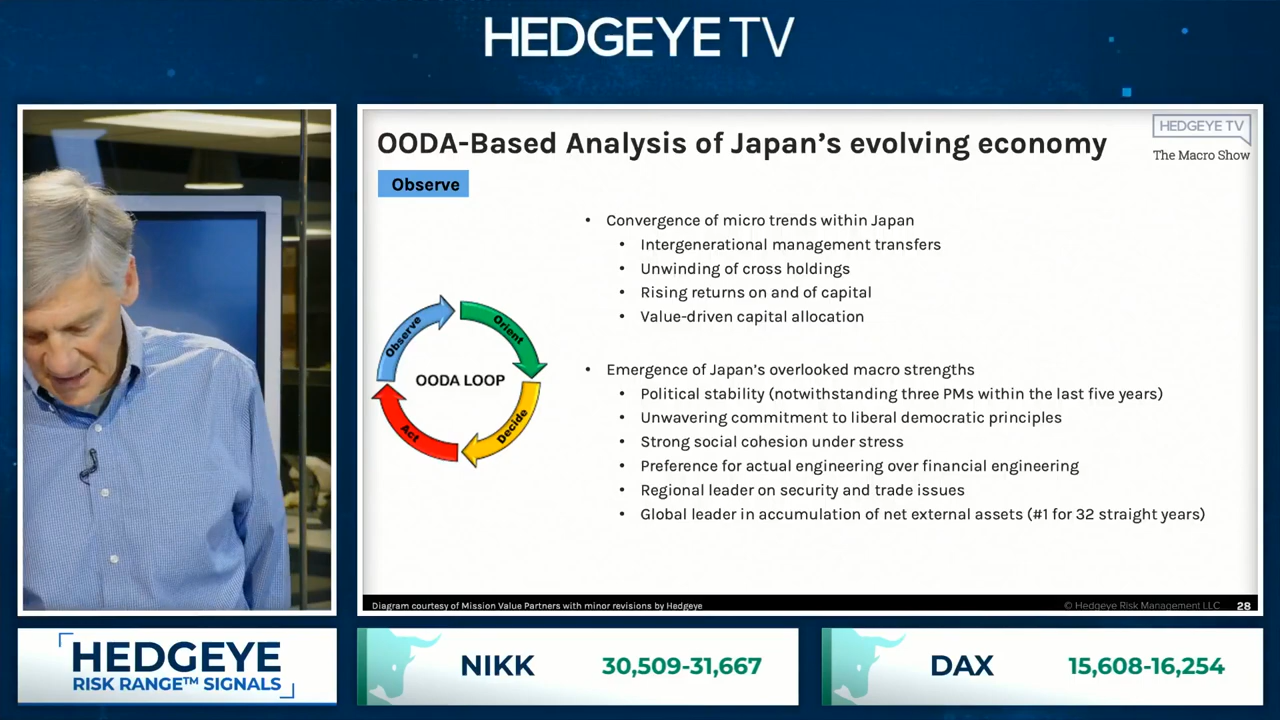 HEDGEYE TV
OODA-Based Analysis of Japan's evolving economy
HEDGEYE TV
The Macro Show
Observe
• Convergence of micro trends within Japan
• Intergenerational management transfers
• Unwinding of cross holdings
• Rising returns on and of capital
• Value-driven capital allocation
Observe
Orient
OODA LOOP
Act
Decide
• Emergence of Japan's overlooked macro strengths
• Political stability (notwithstanding three PMs within the last five years)
• Unwavering commitment to liberal democratic principles
• Strong social cohesion under stress
• Preference for actual engineering over financial engineering
• Regional leader on security and trade issues
• Global leader in accumulation of net external assets (#1 for 32 straight years)
Diagram courtesy of Mission Value Partners with minor revisions by Hedgeye
© Hedgeye Risk Management LLC 28
HEDGEYE
RISK RANGE™ SIGNALS
NIKK 30,509-31,667
DAX 15,608-16,254